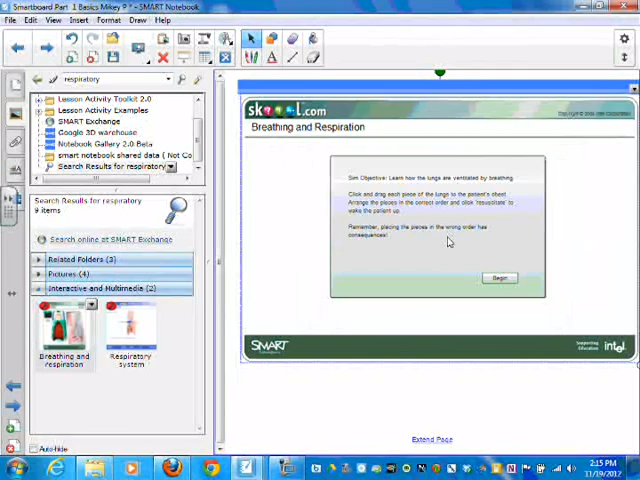 Smartboard Part 1 Basics Mikey 9 * - SMART Notebook
File Edit View Insert Format Draw Help
respiratory
Lesson Activity Toolkit 2.0
Lesson Activity Examples
SMART Exchange
Google 3D warehouse
Notebook Gallery 2.0 Beta
smart notebook shared data ( Not Co
Search Results for respiratory
Search Results for respiratory
9 items
Search online at SMART Exchange
Related Folders (3)
Pictures (4)
Interactive and Multimedia (2)
Breathing and respiration
Respiratory system
Auto-hide
sk ool.com
Breathing and Respiration
Sim Objective: Learn how the lungs are ventilated by breathing.
Click and drag each piece of the lungs to the patient's chest.
Arrange the pieces in the correct order and click 'resuscitate' to
wake the patient up.
Remember, placing the pieces in the wrong order has
consequences!
Begin
SMART
Supporting
Education
intel
Extend Page
2:15 PM
11/19/2012